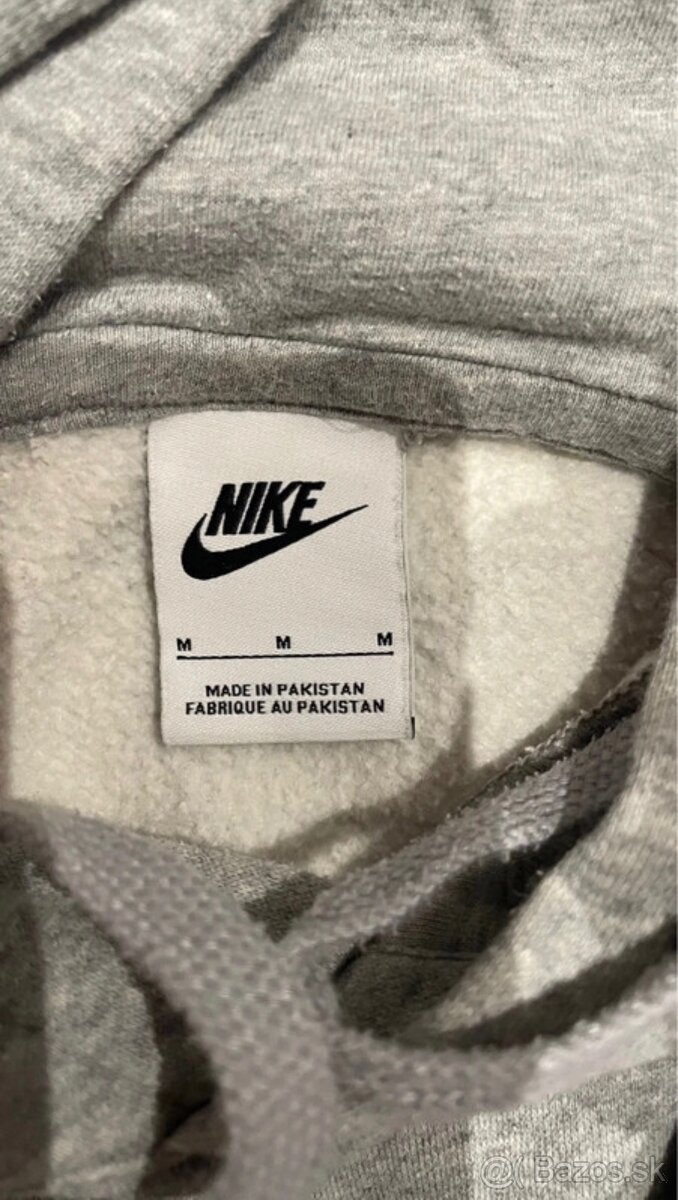 NIKE
M M M
MADE IN PAKISTAN
FABRIQUE AU PAKISTAN
@( Bazos.sk